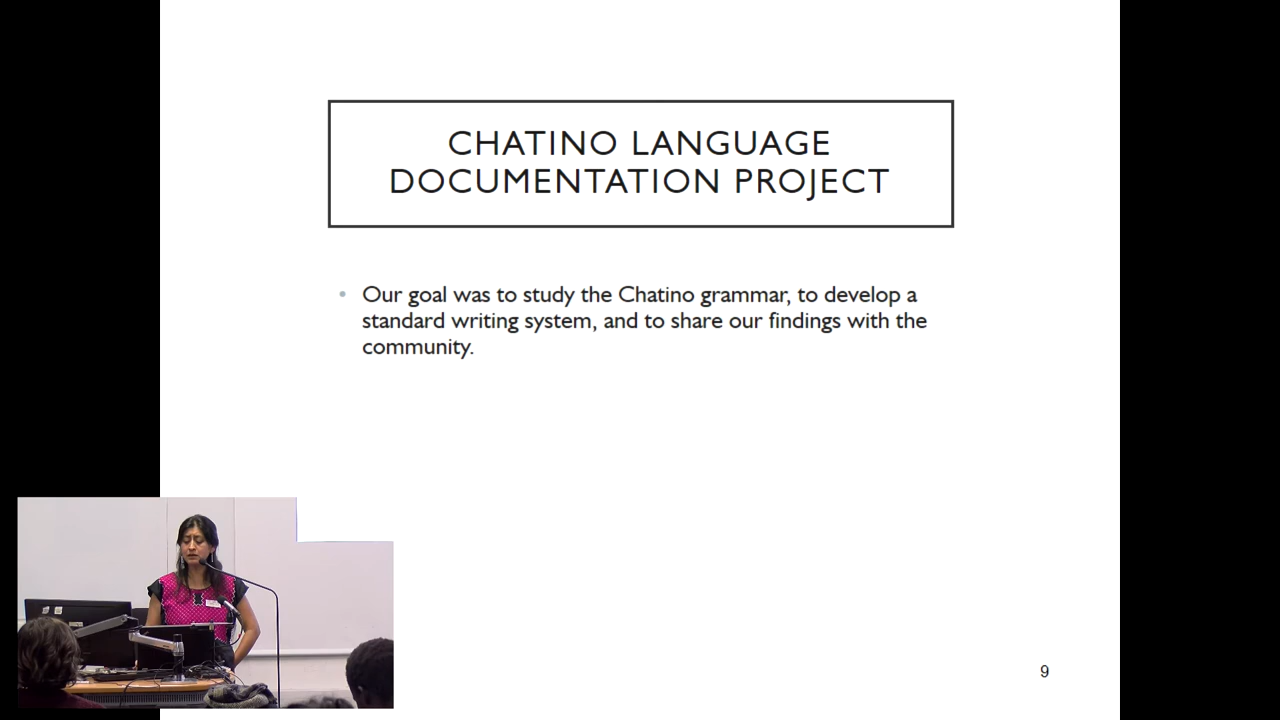 CHATINO LANGUAGE
DOCUMENTATION PROJECT
• Our goal was to study the Chatino grammar, to develop a
standard writing system, and to share our findings with the
community.
9